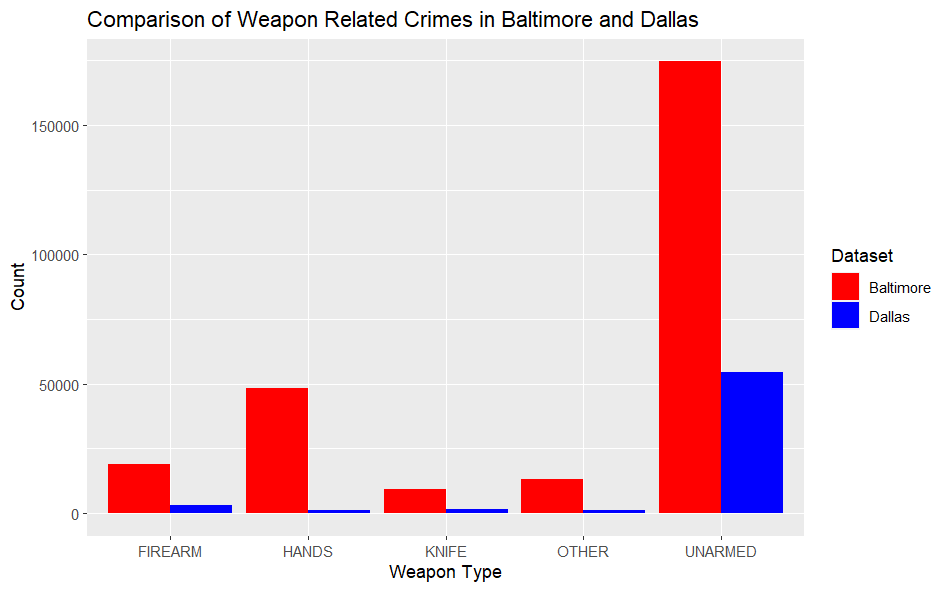 Comparison of Weapon Related Crimes in Baltimore and Dallas
150000
100000
50000
0
Count
FIREARM
HANDS
KNIFE
OTHER
UNARMED
Weapon Type
Dataset
Baltimore
Dallas